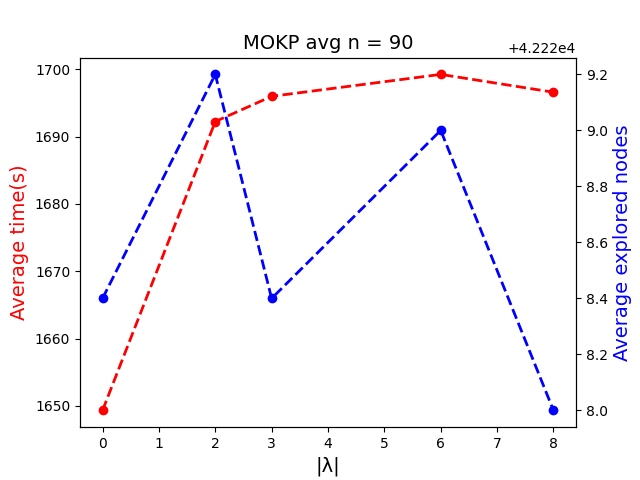 MOKP avg n = 90
+4.222e4
Average time(s)
1700
1690
1680
1670
1660
1650
9.2
9.0
8.8
8.6
8.4
8.2
8.0
Average explored nodes
0 1 2 3 4 5 6 7 8
|λ|